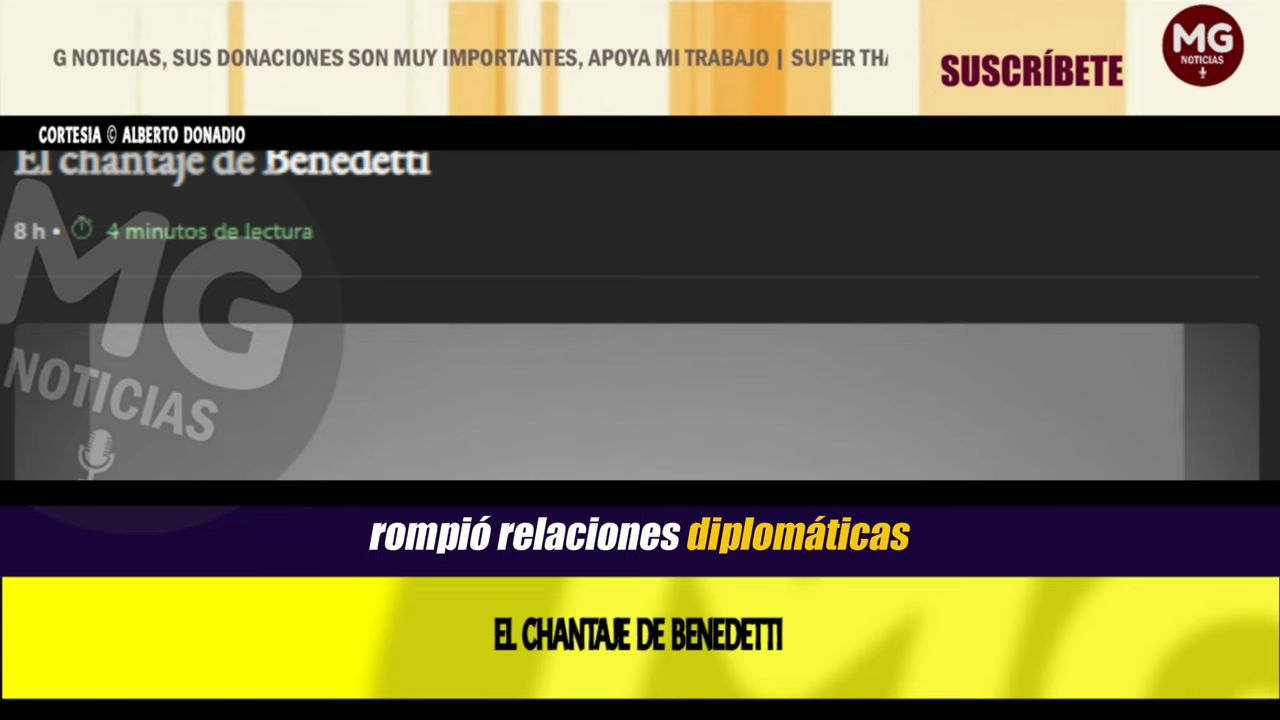 G NOTICIAS, SUS DONACIONES SON MUY IMPORTANTES, APOYA MI TRABAJO | SUPER THA
SUSCRÍBETE
MG
NOTICIAS
CORTESIA © ALBERTO DONADIO
El chantaje de Benedetti
8 h • 4 minutos de lectura
MG
NOTICIAS
rompió relaciones diplomáticas
EL CHANTAJE DE BENEDETTI